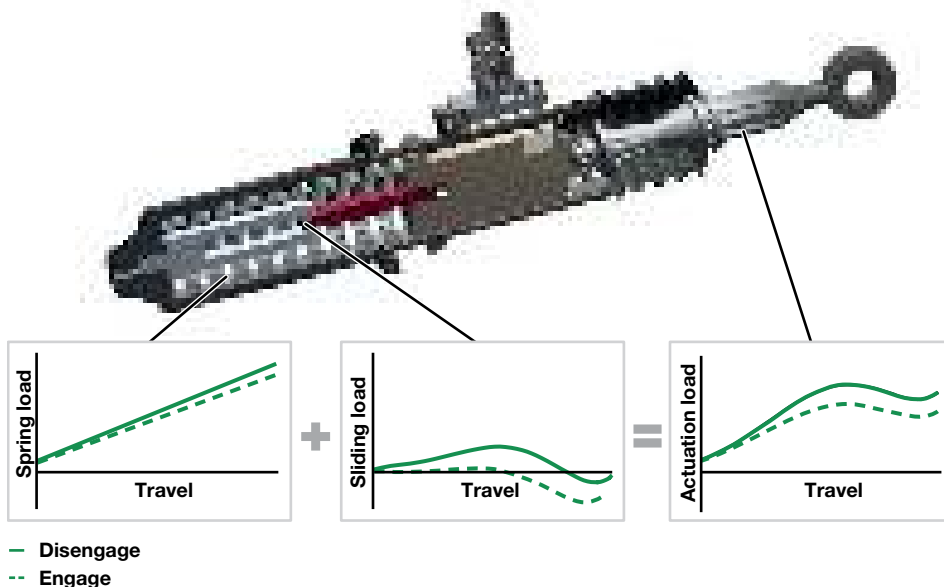 Spring load
Travel
+
Sliding load
Travel
=
Actuation load
Travel
Disengage
Engage